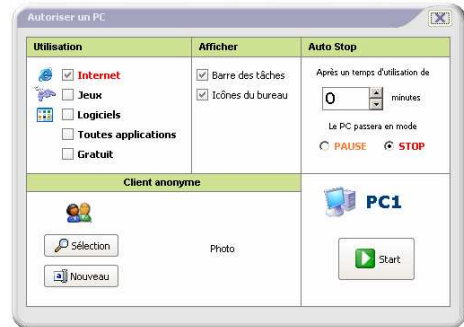 Autoriser un PC
Utilisation
Afficher
Auto Stop
Internet
Jeux
Logiciels
Toutes applications
Gratuit
Barre des tâches
Icônes du bureau
Après un temps d'utilisation de
0 minutes
Le PC passera en mode
PAUSE STOP
Client anonyme
Sélection
Nouveau
Photo
PC1
Start